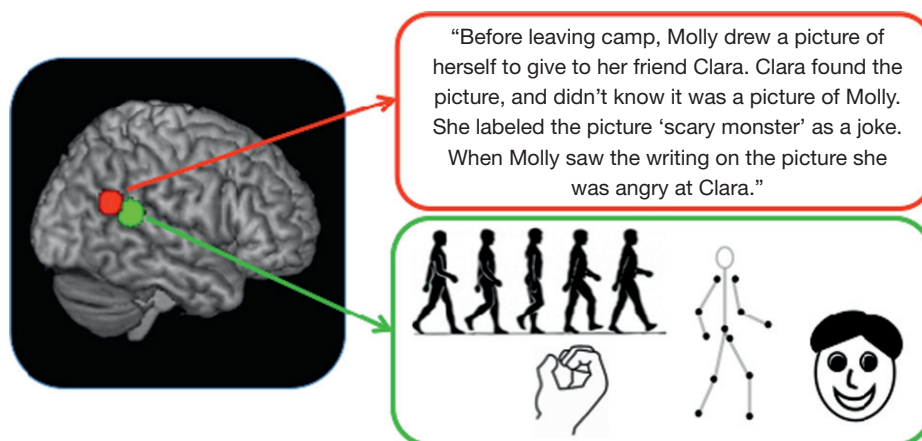 “Before leaving camp, Molly drew a picture of
herself to give to her friend Clara. Clara found the
picture, and didn’t know it was a picture of Molly.
She labeled the picture ‘scary monster’ as a joke.
When Molly saw the writing on the picture she
was angry at Clara.”